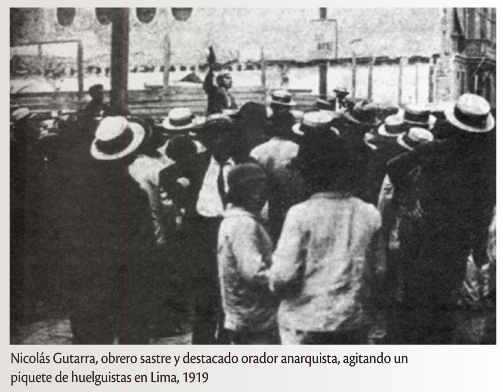 Nicolás Gutarra, obrero sastre y destacado orador anarquista, agitando un
piquete de huelguistas en Lima, 1919